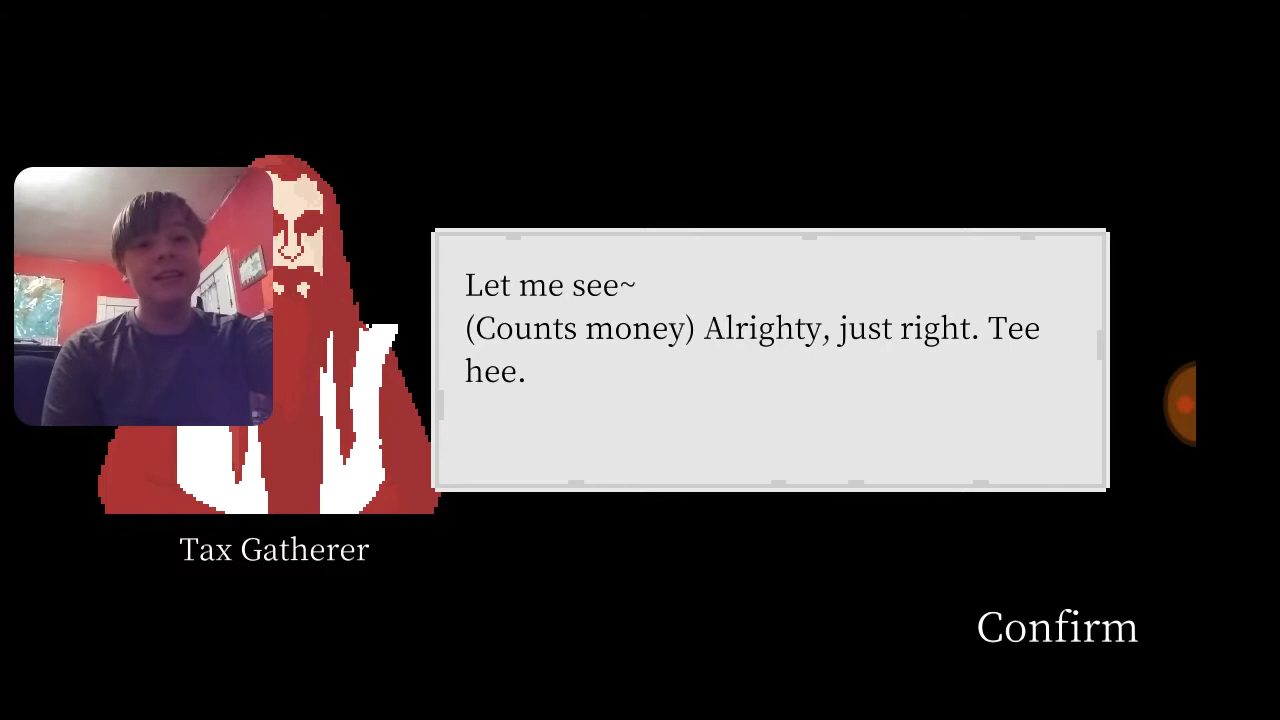 Let me see~
(Counts money) Alrighty, just right. Tee
hee.
Tax Gatherer
Confirm